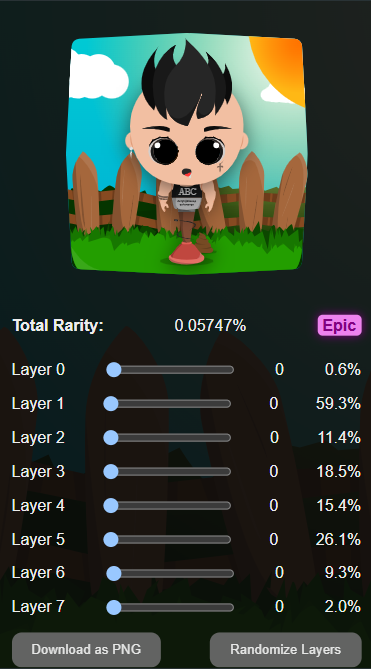 ABC
Total Rarity: 0.05747% Epic
Layer 0 0 0.6%
Layer 1 0 59.3%
Layer 2 0 11.4%
Layer 3 0 18.5%
Layer 4 0 15.4%
Layer 5 0 26.1%
Layer 6 0 9.3%
Layer 7 0 2.0%
Download as PNG Randomize Layers